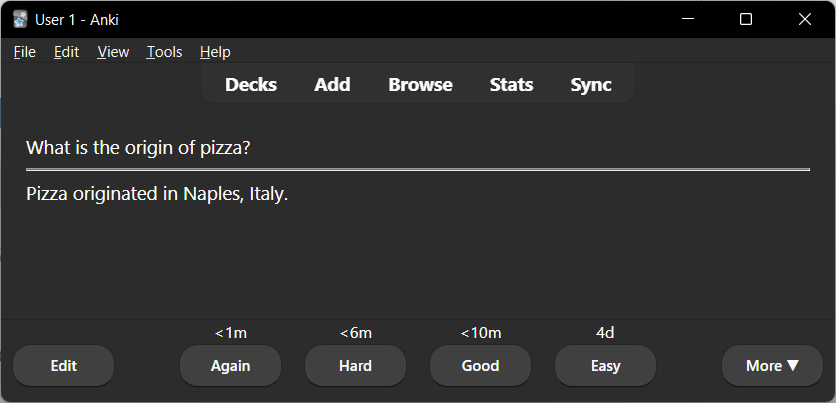 User 1 - Anki
File Edit View Tools Help
Decks Add Browse Stats Sync
What is the origin of pizza?
Pizza originated in Naples, Italy.
<1m <6m <10m 4d
Edit Again Hard Good Easy More ▼